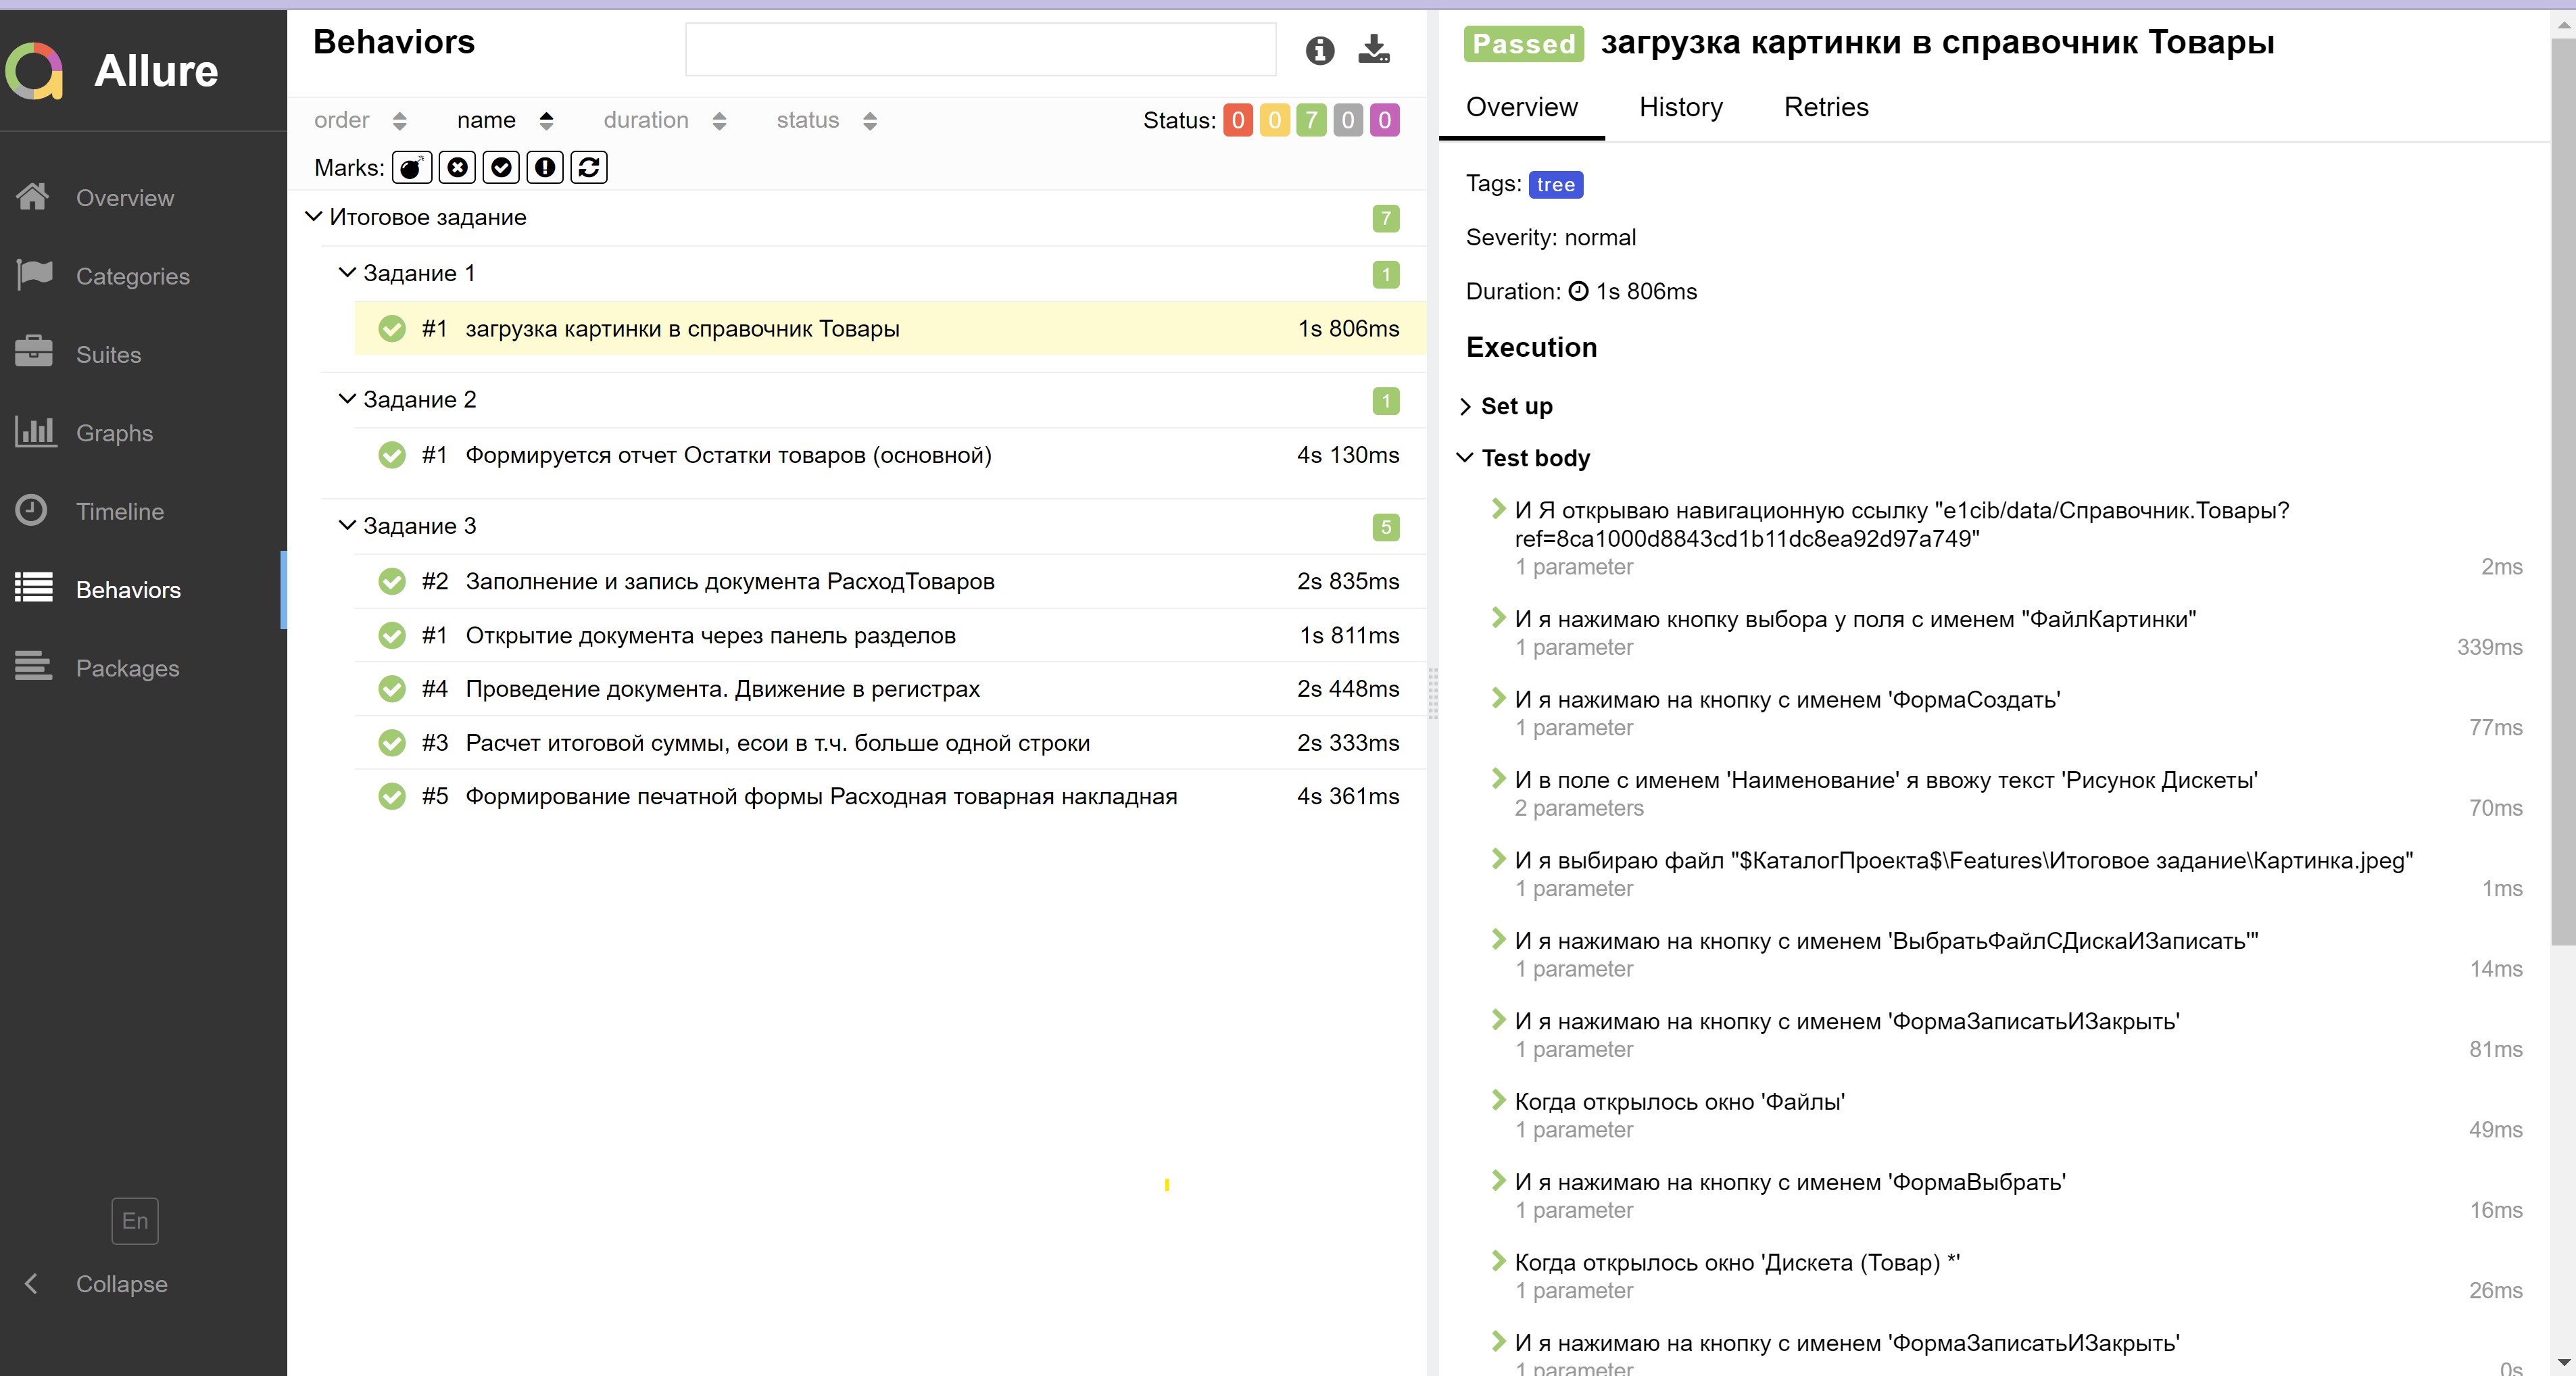 Allure
Overview
Categories
Suites
Graphs
Timeline
Behaviors
Packages
En
Collapse
Behaviors
order name duration status Status: 0 0 7 0 0
Marks:
Итоговое задание 7
Задание 1 1
#1 загрузка картинки в справочник Товары 1s 806ms
Задание 2 1
#1 Формируется отчет Остатки товаров (основной) 4s 130ms
Задание 3 5
#2 Заполнение и запись документа РасходТоваров 2s 835ms
#1 Открытие документа через панель разделов 1s 811ms
#4 Проведение документа. Движение в регистрах 2s 448ms
#3 Расчет итоговой суммы, есои в т.ч. больше одной строки 2s 333ms
#5 Формирование печатной формы Расходная товарная накладная 4s 361ms
Passed загрузка картинки в справочник Товары
Overview History Retries
Tags: tree
Severity: normal
Duration: 1s 806ms
Execution
Set up
Test body
И Я открываю навигационную ссылку "e1cib/data/Справочник.Товары?
ref=8ca1000d8843cd1b11dc8ea92d97a749"
1 parameter 2ms
И я нажимаю кнопку выбора у поля с именем "ФайлКартинки"
1 parameter 339ms
И я нажимаю на кнопку с именем 'ФормаСоздать'
1 parameter 77ms
И в поле с именем 'Наименование' я ввожу текст 'Рисунок Дискеты'
2 parameters 70ms
И я выбираю файл "$КаталогПроекта$\Features\Итоговое задание\Картинка.jpeg"
1 parameter 1ms
И я нажимаю на кнопку с именем 'ВыбратьФайлСДискаИЗаписать'"
1 parameter 14ms
И я нажимаю на кнопку с именем 'ФормаЗаписатьИЗакрыть'
1 parameter 81ms
Когда открылось окно 'Файлы'
1 parameter 49ms
И я нажимаю на кнопку с именем 'ФормаВыбрать'
1 parameter 16ms
Когда открылось окно 'Дискета (Товар) *'
1 parameter 26ms
И я нажимаю на кнопку с именем 'ФормаЗаписатьИЗакрыть'
1 parameter 0s